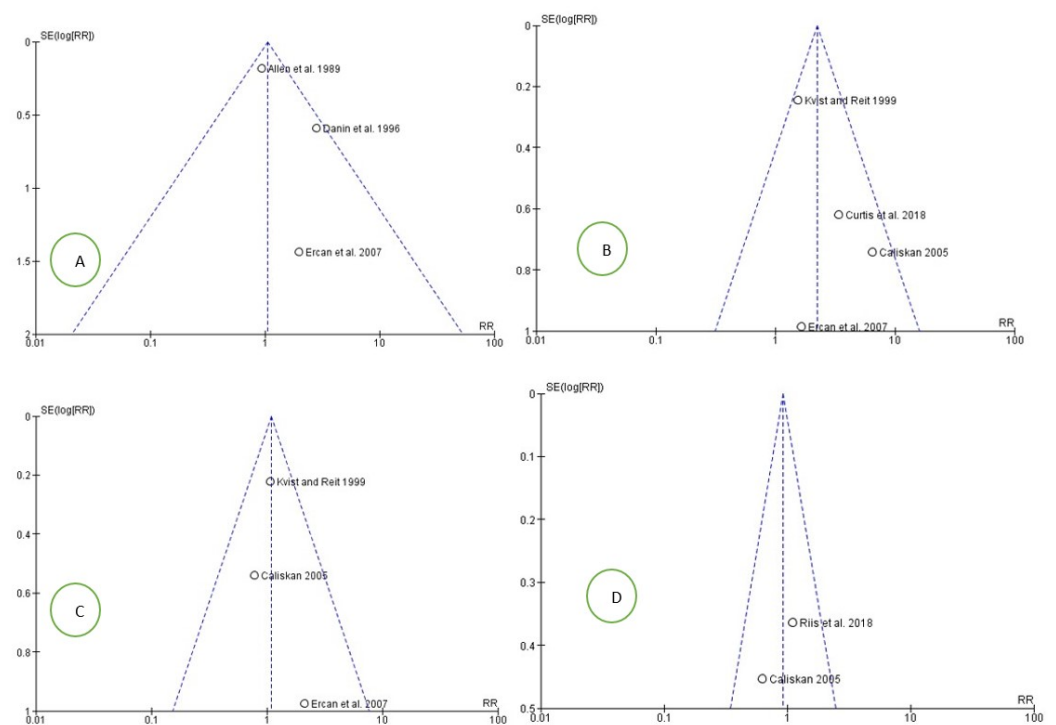 SE(log[RR])
0
Allen et al. 1989
0.5
Danin et al. 1996
1
A
Ercan et al. 2007
1.5
RR
2
0.01 0.1 1 10 100
SE(log[RR])
0
0.2
Kvist and Reit 1999
0.4
0.6
Curtis et al. 2018
B
Caliskan 2005
0.8
Ercan et al. 2007
RR
1
0.01 0.1 1 10 100
SE(log[RR])
0
0.2
Kvist and Reit 1999
0.4
Caliskan 2005
0.6
C
0.8
Ercan et al. 2007
RR
1
0.01 0.1 1 10 100
SE(log[RR])
0
0.1
0.2
0.3
D
Riis et al. 2018
0.4
Caliskan 2005
RR
0.5
0.01 0.1 1 10 100